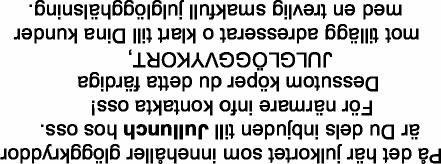 På det här julkortet som innehåller glöggkryddor
är Du dels inbjuden till Jullunch hos oss.
För närmare info kontakta oss!
Dessutom köper du detta färdiga
JULGLÖGGVYKORT,
mot tillägg adresserat o klart till Dina kunder
med en trevlig smakfull julglögghälsning.